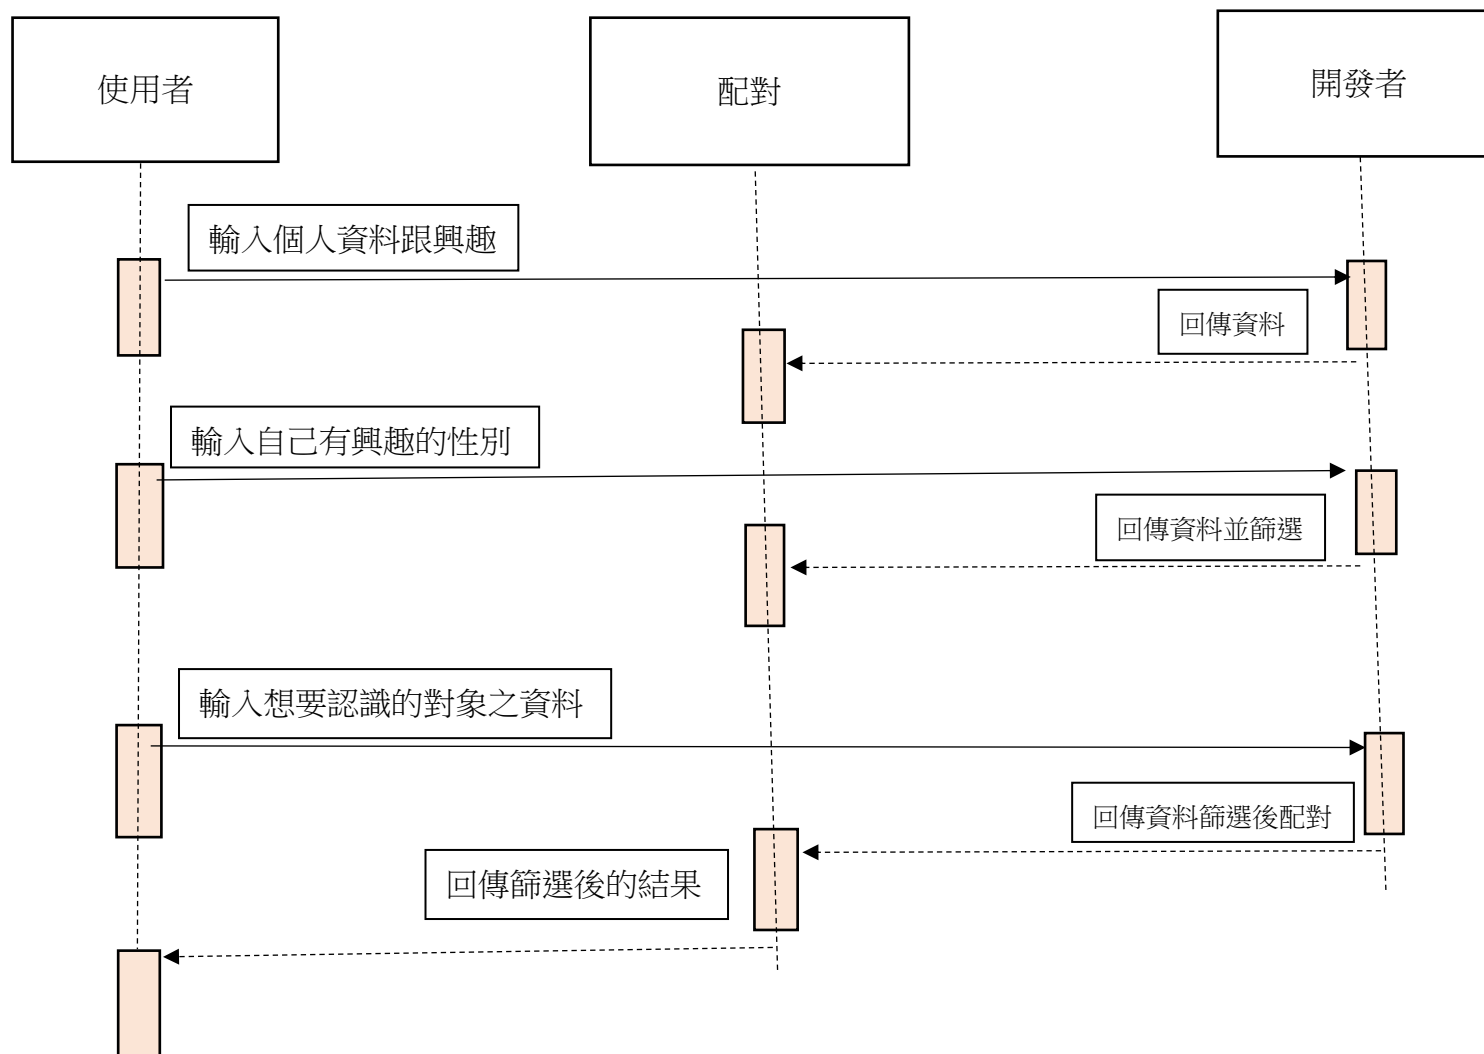 使用者
配對
開發者
輸入個人資料跟興趣
回傳資料
輸入自己有興趣的性別
回傳資料並篩選
輸入想要認識的對象之資料
回傳資料篩選後配對
回傳篩選後的結果